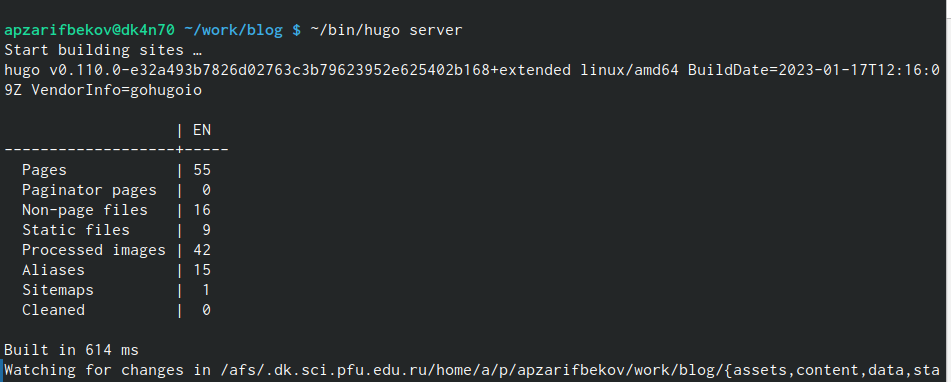 apzarifbekov@dk4n70 ~/work/blog $ ~/bin/hugo server
Start building sites …
hugo v0.110.0-e32a493b7826d02763c3b79623952e625402b168+extended linux/amd64 BuildDate=2023-01-17T12:16:0
9Z VendorInfo=gohugoio
                   | EN
-------------------+-----
  Pages            | 55
  Paginator pages  |  0
  Non-page files   | 16
  Static files     |  9
  Processed images | 42
  Aliases          | 15
  Sitemaps         |  1
  Cleaned          |  0
Built in 614 ms
Watching for changes in /afs/.dk.sci.pfu.edu.ru/home/a/p/apzarifbekov/work/blog/{assets,content,data,sta